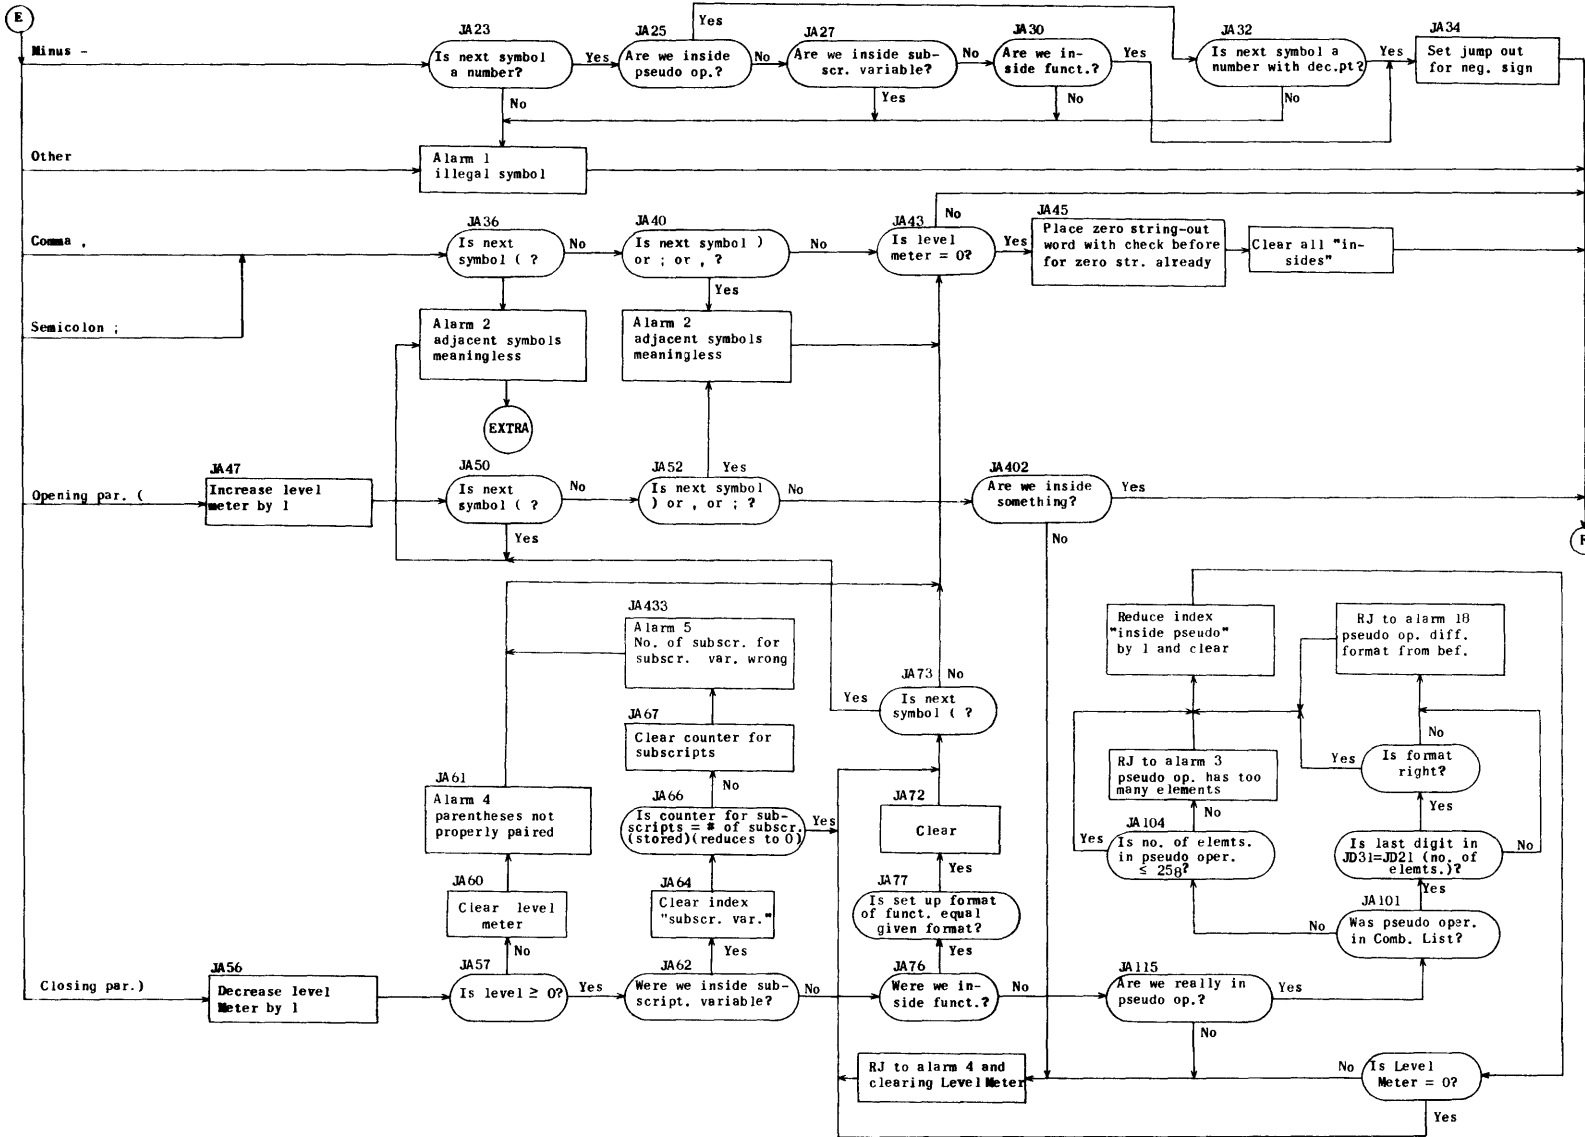 E
Minus -
JA23
Is next symbol
a number?
Yes
No
JA25
Are we inside
pseudo op.?
Yes
No
JA27
Are we inside sub-
scr. variable?
No
Yes
JA30
Are we in-
side funct.?
Yes
No
JA32
Is next symbol a
number with dec.pt?
Yes
No
JA34
Set jump out
for neg. sign
Other
Alarm 1
illegal symbol
Comma ,
JA36
Is next
symbol ( ?
No
JA40
Is next symbol )
or ; or , ?
No
Yes
JA43
Is level
meter = 0?
No
Yes
JA45
Place zero string-out
word with check before
for zero str. already
Clear all "in-
sides"
Semicolon ;
Alarm 2
adjacent symbols
meaningless
Alarm 2
adjacent symbols
meaningless
EXTRA
Opening par. (
JA47
Increase level
meter by 1
JA50
Is next
symbol ( ?
No
Yes
JA52
Yes
Is next symbol
) or , or ; ?
No
JA402
Are we inside
something?
Yes
No
JA433
Alarm 5
No. of subscr. for
subscr. var. wrong
Reduce index
"inside pseudo"
by 1 and clear
RJ to alarm 18
pseudo op. diff.
format from bef.
JA73
No
Yes
Is next
symbol ( ?
JA67
Clear counter for
subscripts
No
JA61
Alarm 4
parentheses not
properly paired
JA66
Is counter for sub-
scripts = # of subscr.
(stored)(reduces to 0)
Yes
JA72
Clear
Yes
RJ to alarm 3
pseudo op. has too
many elements
No
No
Yes
Is format
right?
Yes
JA104
Yes
Is no. of elemts.
in pseudo oper.
≤ 258?
Is last digit in
JD31=JD21 (no. of
elemts.)?
No
Yes
JA60
Clear level
meter
No
JA64
Clear index
"subscr. var."
Yes
JA77
Is set up format
of funct. equal
given format?
Yes
JA101
No
Was pseudo oper.
in Comb. List?
Closing par.)
JA56
Decrease level
Meter by 1
JA57
Is level ≥ 0?
Yes
JA62
Were we inside sub-
script. variable?
No
JA76
Were we in-
side funct.?
No
JA115
Are we really in
pseudo op.?
Yes
No
RJ to alarm 4 and
clearing Level Meter
No
Is Level
Meter = 0?
Yes